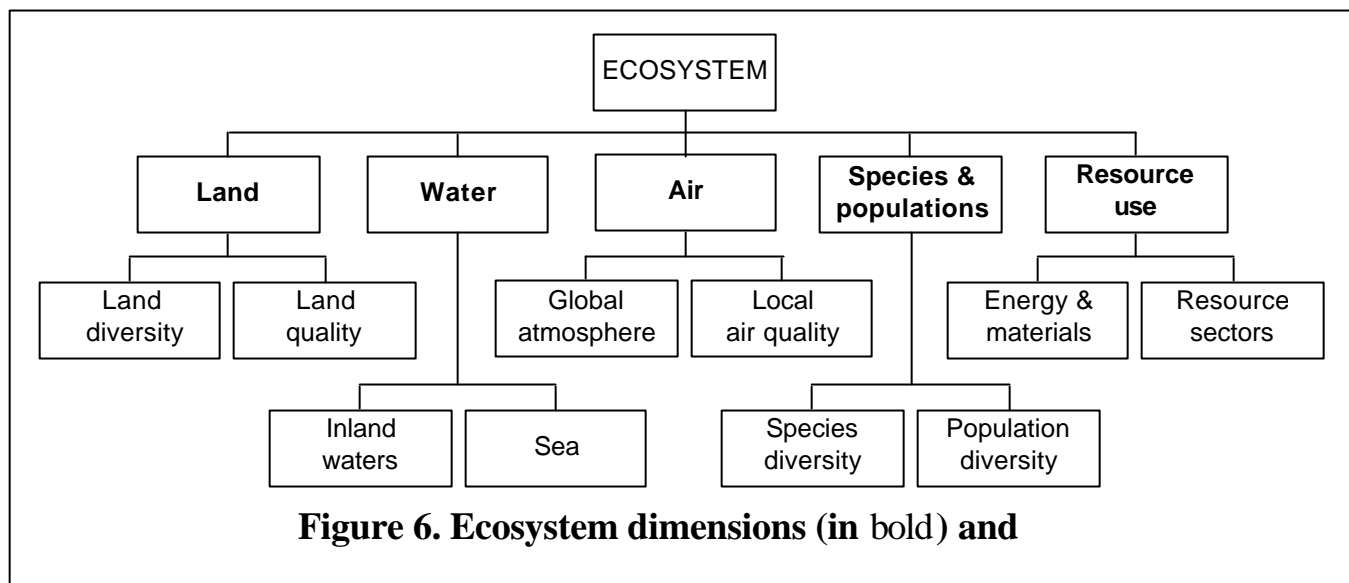 ECOSYSTEM
Land
Water
Air
Species &
populations
Resource
use
Land
diversity
Land
quality
Global
atmosphere
Local
air quality
Energy &
materials
Resource
sectors
Inland
waters
Sea
Species
diversity
Population
diversity
Figure 6. Ecosystem dimensions (in bold) and